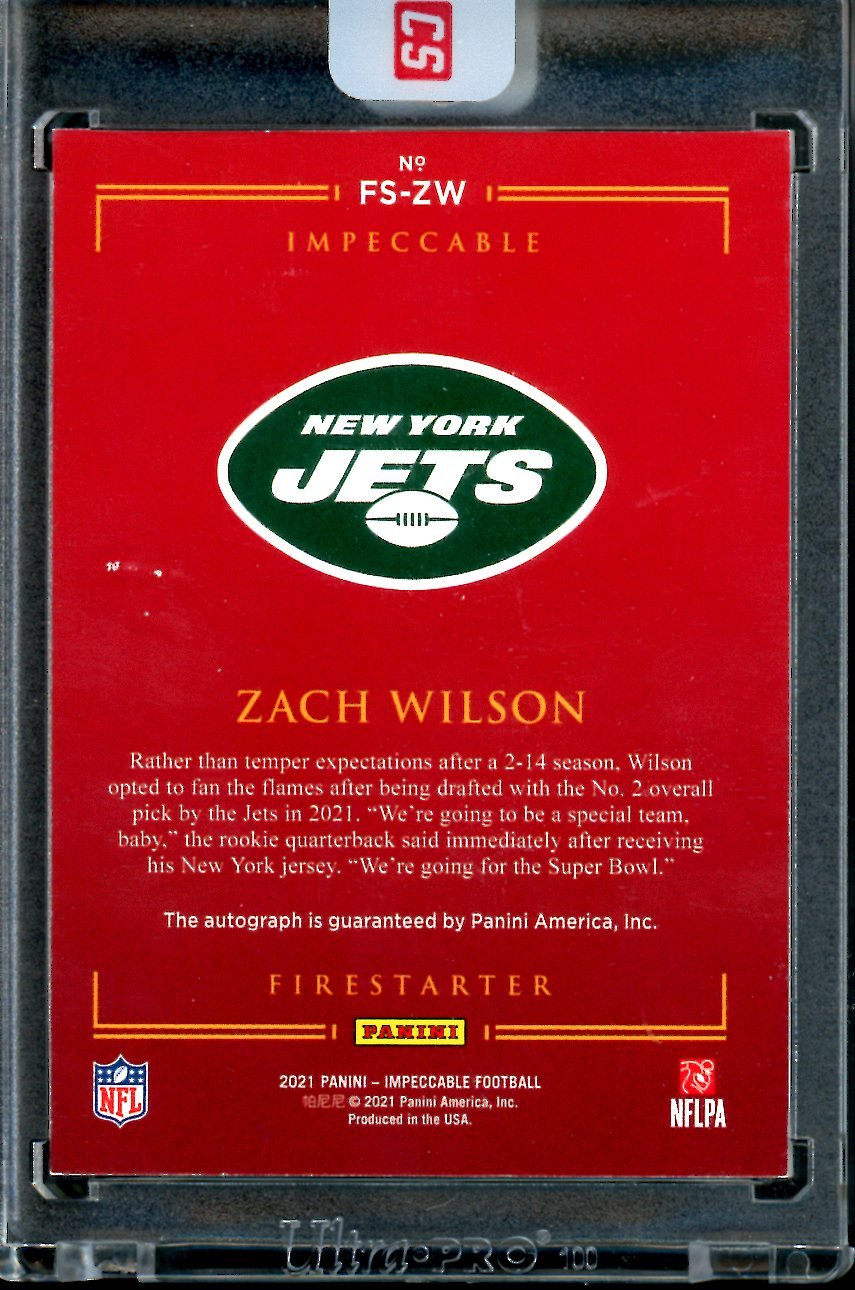 CS
Nº
FS-ZW
IMPECCABLE
NEW YORK
JETS
ZACH WILSON
Rather than temper expectations after a 2-14 season, Wilson
opted to fan the flames after being drafted with the No. 2 overall
pick by the Jets in 2021. “We’re going to be a special team,
baby,” the rookie quarterback said immediately after receiving
his New York jersey. “We’re going for the Super Bowl.”
The autograph is guaranteed by Panini America, Inc.
FIRESTARTER
PANINI
NFL
2021 PANINI – IMPECCABLE FOOTBALL
帕尼尼 © 2021 Panini America, Inc.
Produced in the USA.
NFLPA
Ultra·PRO® 100